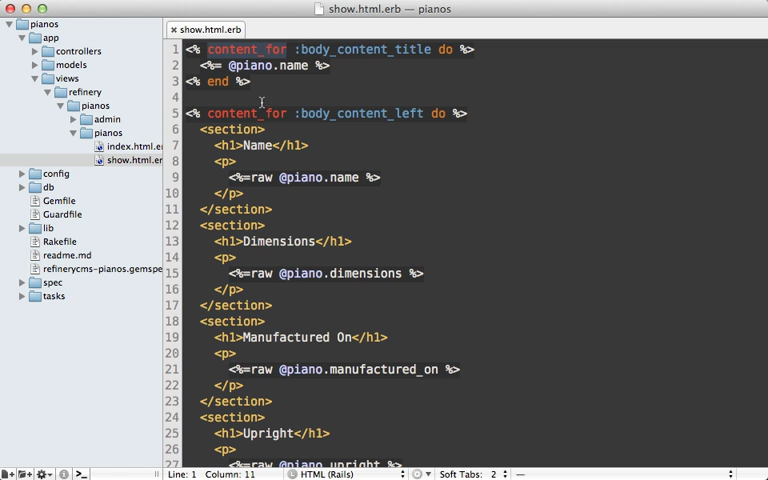 show.html.erb — pianos
pianos
app
controllers
models
views
refinery
pianos
admin
pianos
index.html.e
show.html.er
config
db
Gemfile
Guardfile
lib
Rakefile
readme.md
refinerycms-pianos.gemspe
spec
tasks
× show.html.erb
1 <% content_for :body_content_title do %>
2 <%= @piano.name %>
3 <% end %>
4
5 <% content_for :body_content_left do %>
6 <section>
7 <h1>Name</h1>
8 <p>
9 <%=raw @piano.name %>
10 </p>
11 </section>
12 <section>
13 <h1>Dimensions</h1>
14 <p>
15 <%=raw @piano.dimensions %>
16 </p>
17 </section>
18 <section>
19 <h1>Manufactured On</h1>
20 <p>
21 <%=raw @piano.manufactured_on %>
22 </p>
23 </section>
24 <section>
25 <h1>Upright</h1>
26 <p>
27 <%=raw @piano.upright %>
Line: 1 Column: 11 HTML (Rails) Soft Tabs: 2 —